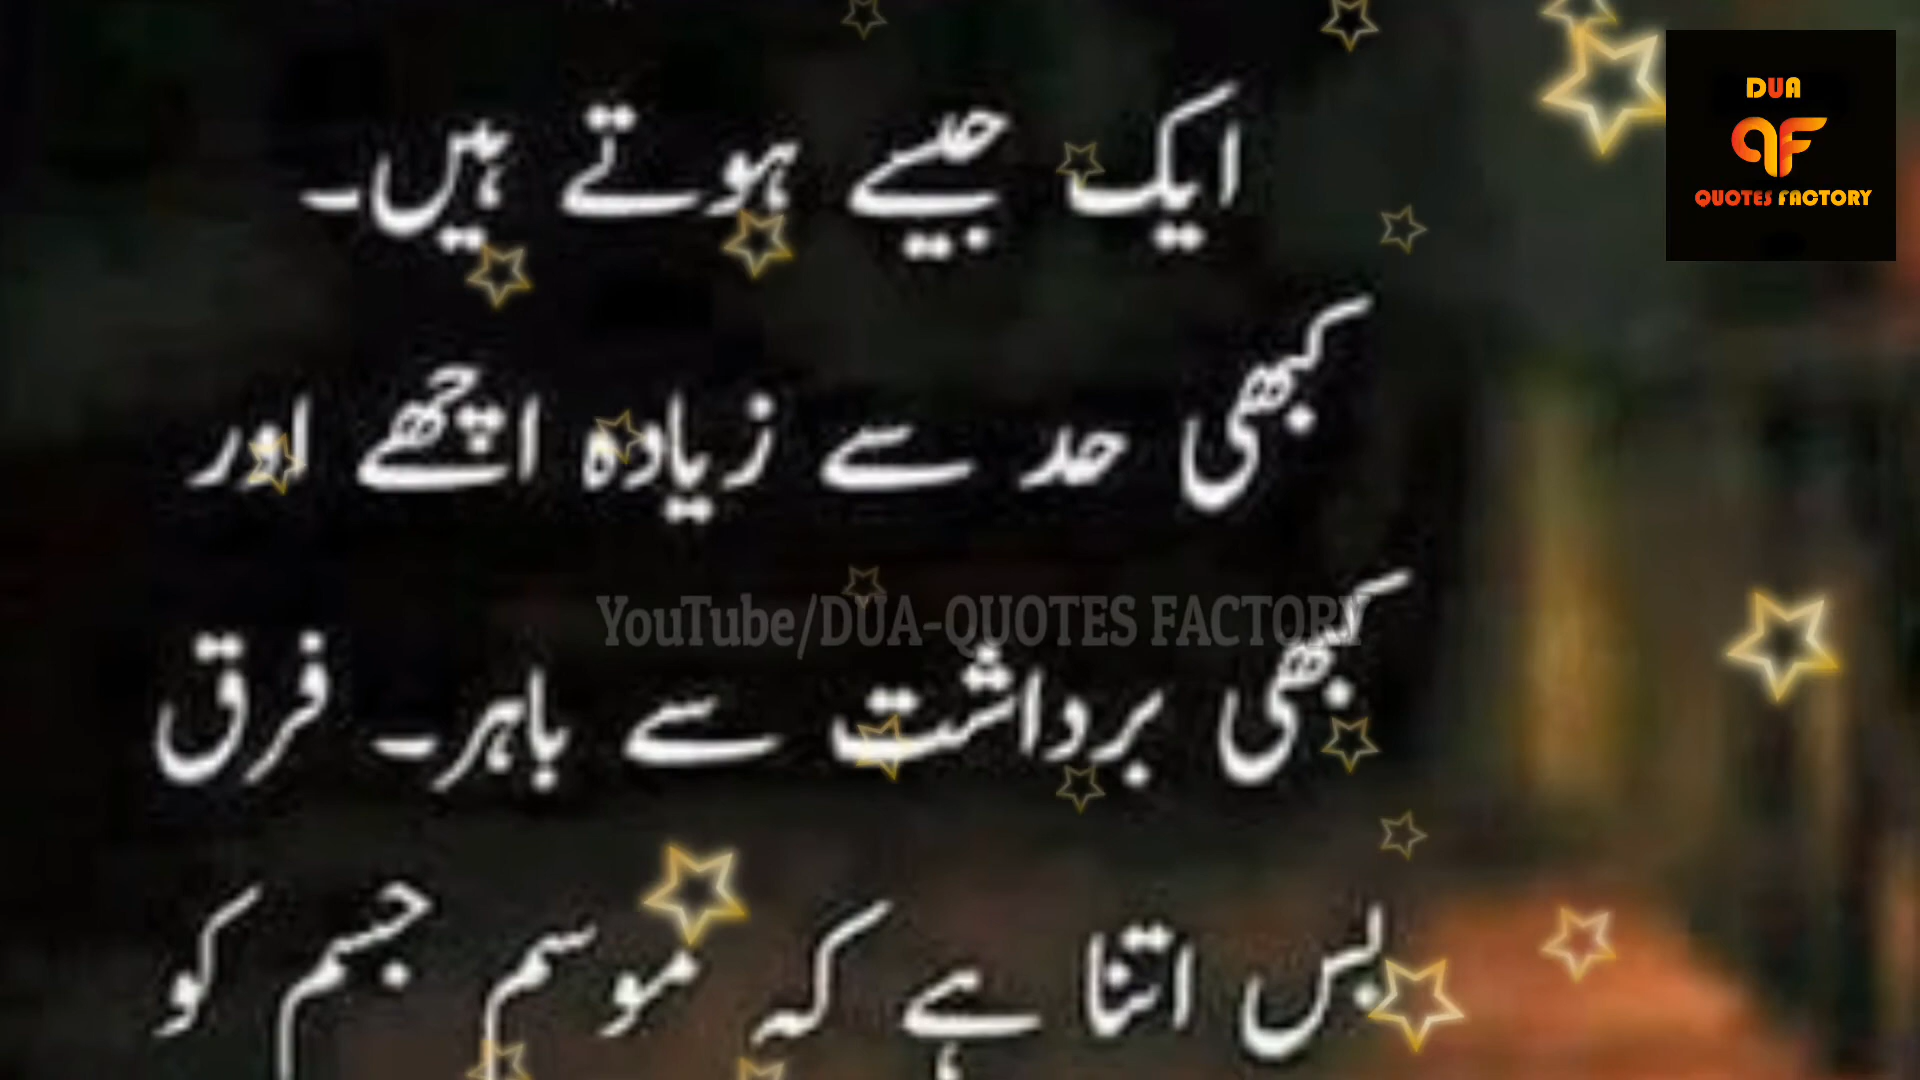 ایک جیسے ہوتے ہیں۔
کبھی حد سے زیادہ اچھے اور
کبھی برداشت سے باہر۔ فرق
بس اتنا ہے کہ موسم جسم کو
DUA
QF
QUOTES FACTORY
YouTube/DUA-QUOTES FACTORY